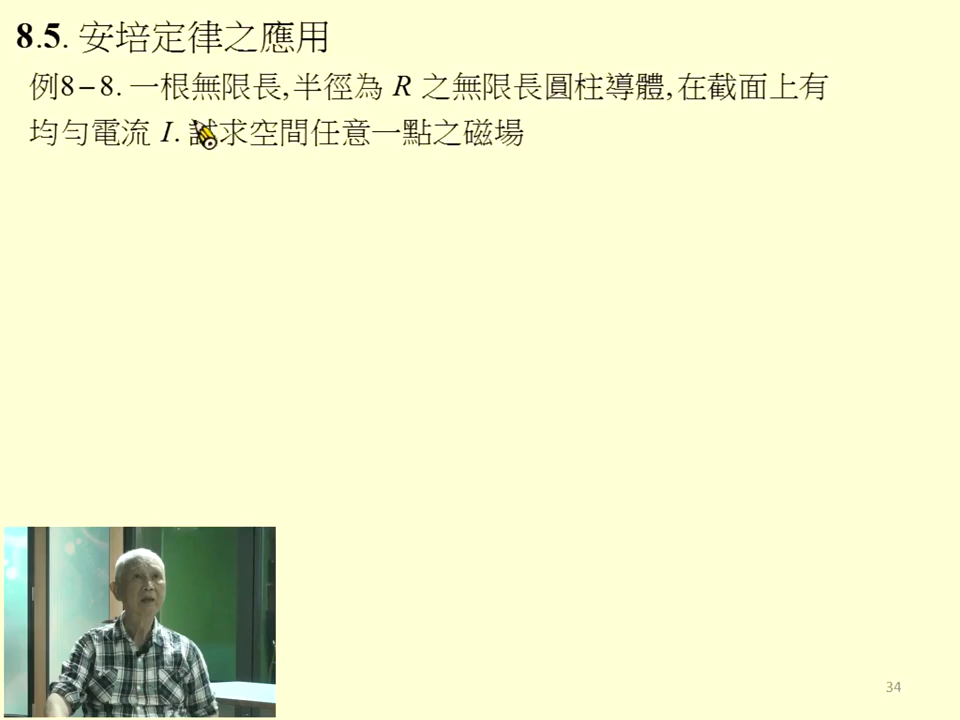 8.5. 安培定律之應用
例8－8. 一根無限長,半徑為 R 之無限長圓柱導體,在截面上有
均勻電流 I. 試求空間任意一點之磁場
34